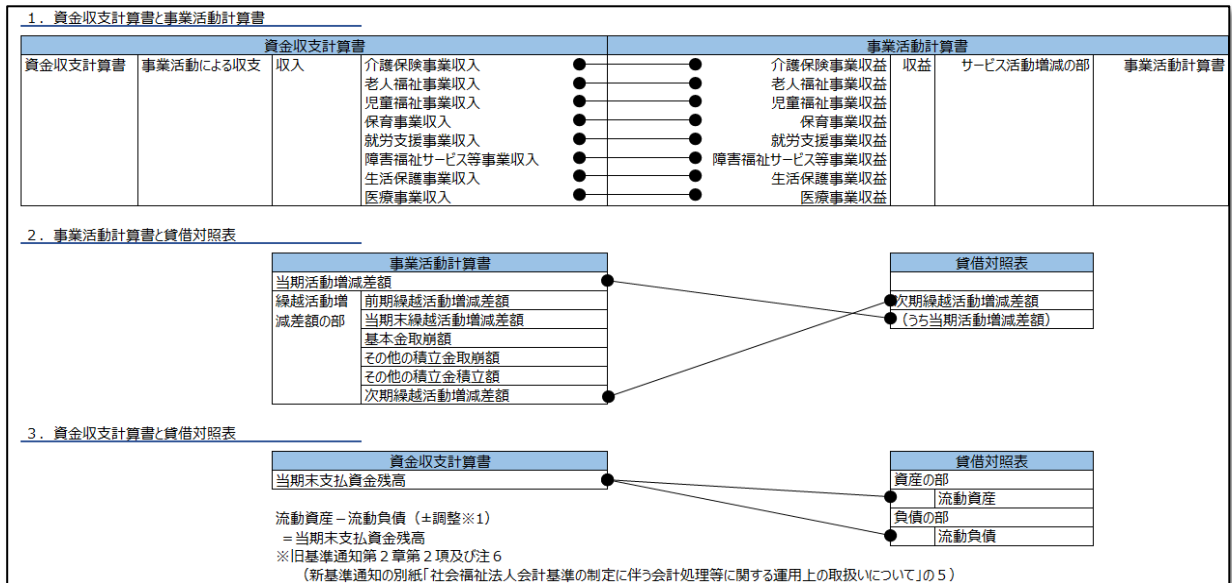 1．資金収支計算書と事業活動計算書
資金収支計算書 事業活動計算書
資金収支計算書 事業活動による収支 収入 介護保険事業収入 介護保険事業収益 収益 サービス活動増減の部 事業活動計算書
老人福祉事業収入 老人福祉事業収益
児童福祉事業収入 児童福祉事業収益
保育事業収入 保育事業収益
就労支援事業収入 就労支援事業収益
障害福祉サービス等事業収入 障害福祉サービス等事業収益
生活保護事業収入 生活保護事業収益
医療事業収入 医療事業収益
2．事業活動計算書と貸借対照表
事業活動計算書 貸借対照表
当期活動増減差額
繰越活動増 前期繰越活動増減差額 次期繰越活動増減差額
減差額の部 当期末繰越活動増減差額 （うち当期活動増減差額）
基本金取崩額
その他の積立金取崩額
その他の積立金積立額
次期繰越活動増減差額
3．資金収支計算書と貸借対照表
資金収支計算書 貸借対照表
当期末支払資金残高 資産の部
流動資産
流動資産－流動負債（±調整※1） 負債の部
＝当期末支払資金残高 流動負債
※旧基準通知第２章第２項及び注６
（新基準通知の別紙「社会福祉法人会計基準の制定に伴う会計処理等に関する運用上の取扱いについて」の５）